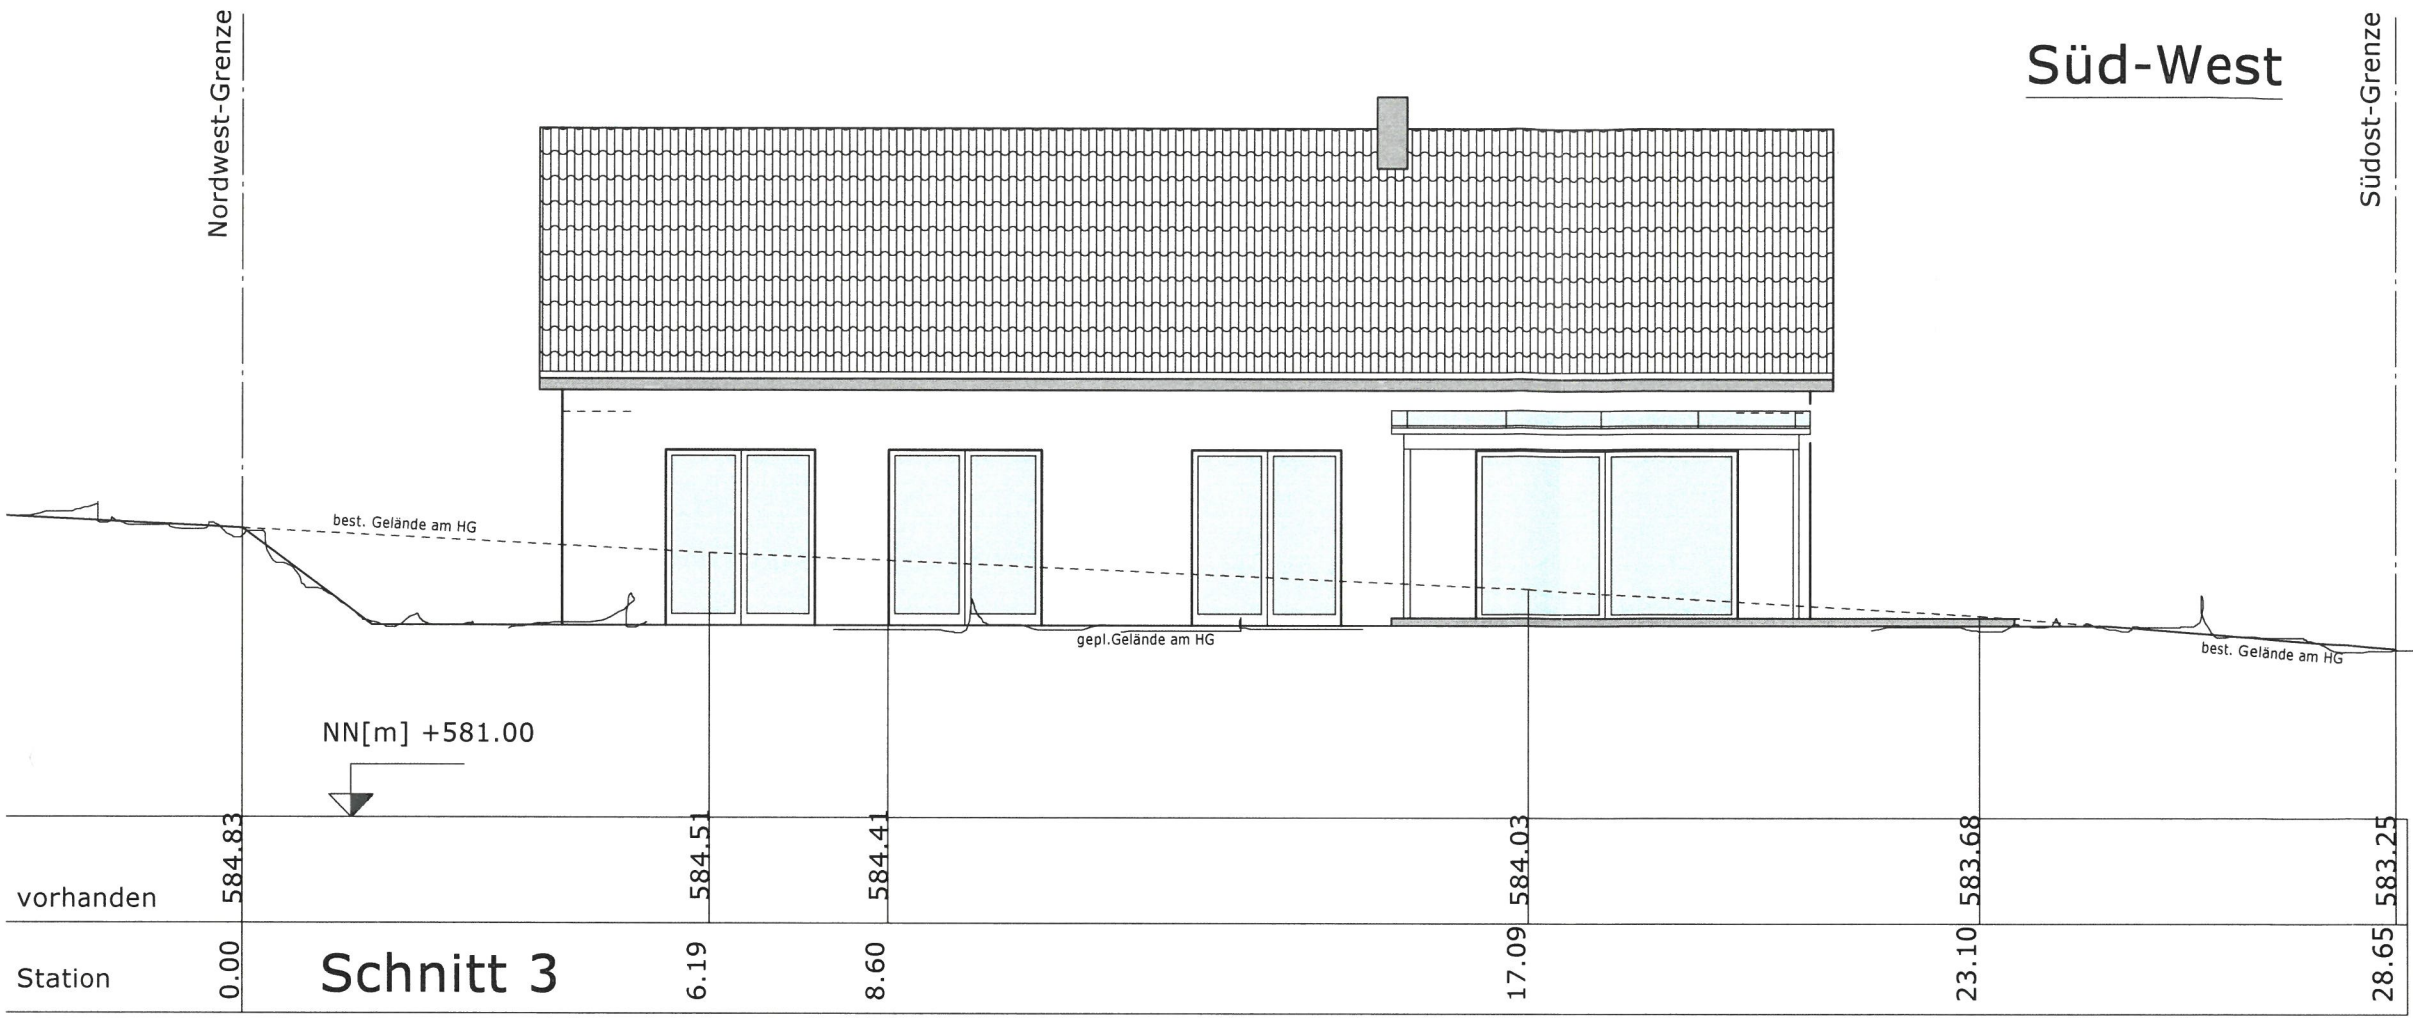 Nordwest-Grenze
Süd-West
Südost-Grenze
best. Gelände am HG
gepl.Gelände am HG
best. Gelände am HG
NN[m] +581.00
vorhanden 584.83 584.51 584.41 584.03 583.68 583.25
Station 0.00 Schnitt 3 6.19 8.60 17.09 23.10 28.65